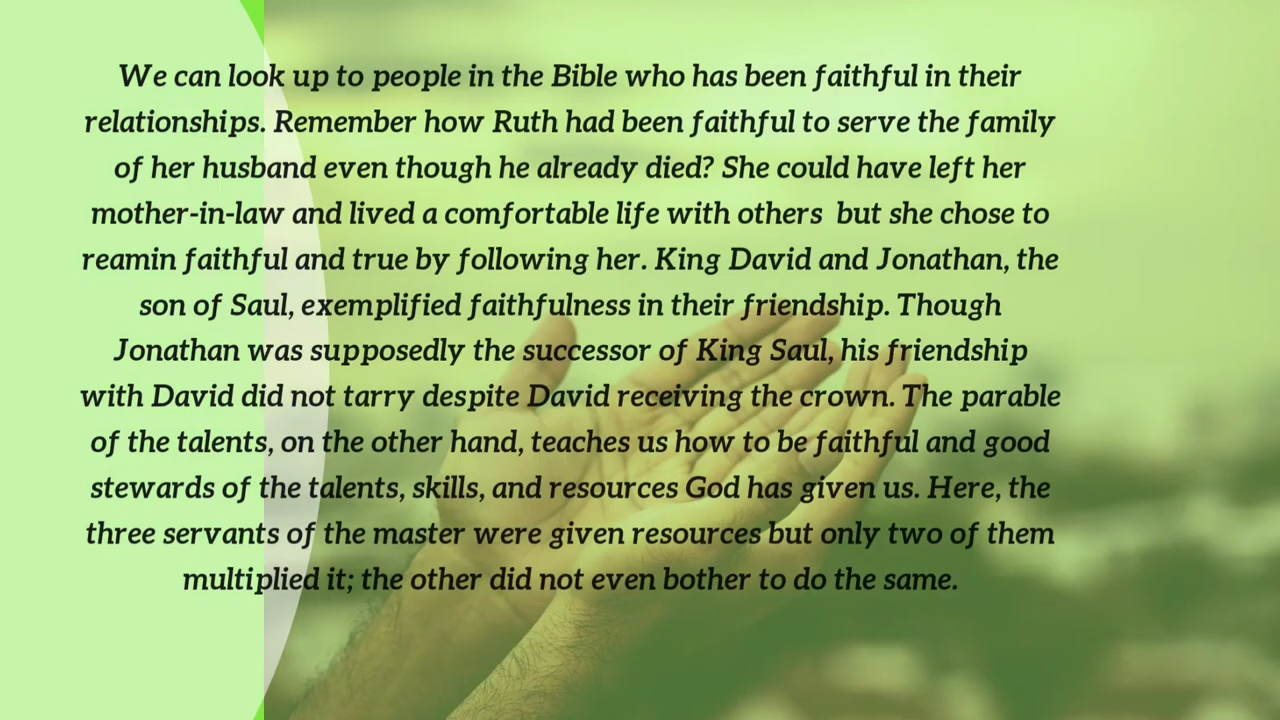 We can look up to people in the Bible who has been faithful in their
relationships. Remember how Ruth had been faithful to serve the family
of her husband even though he already died? She could have left her
mother-in-law and lived a comfortable life with others  but she chose to
reamin faithful and true by following her. King David and Jonathan, the
son of Saul, exemplified faithfulness in their friendship. Though
Jonathan was supposedly the successor of King Saul, his friendship
with David did not tarry despite David receiving the crown. The parable
of the talents, on the other hand, teaches us how to be faithful and good
stewards of the talents, skills, and resources God has given us. Here, the
three servants of the master were given resources but only two of them
multiplied it; the other did not even bother to do the same.